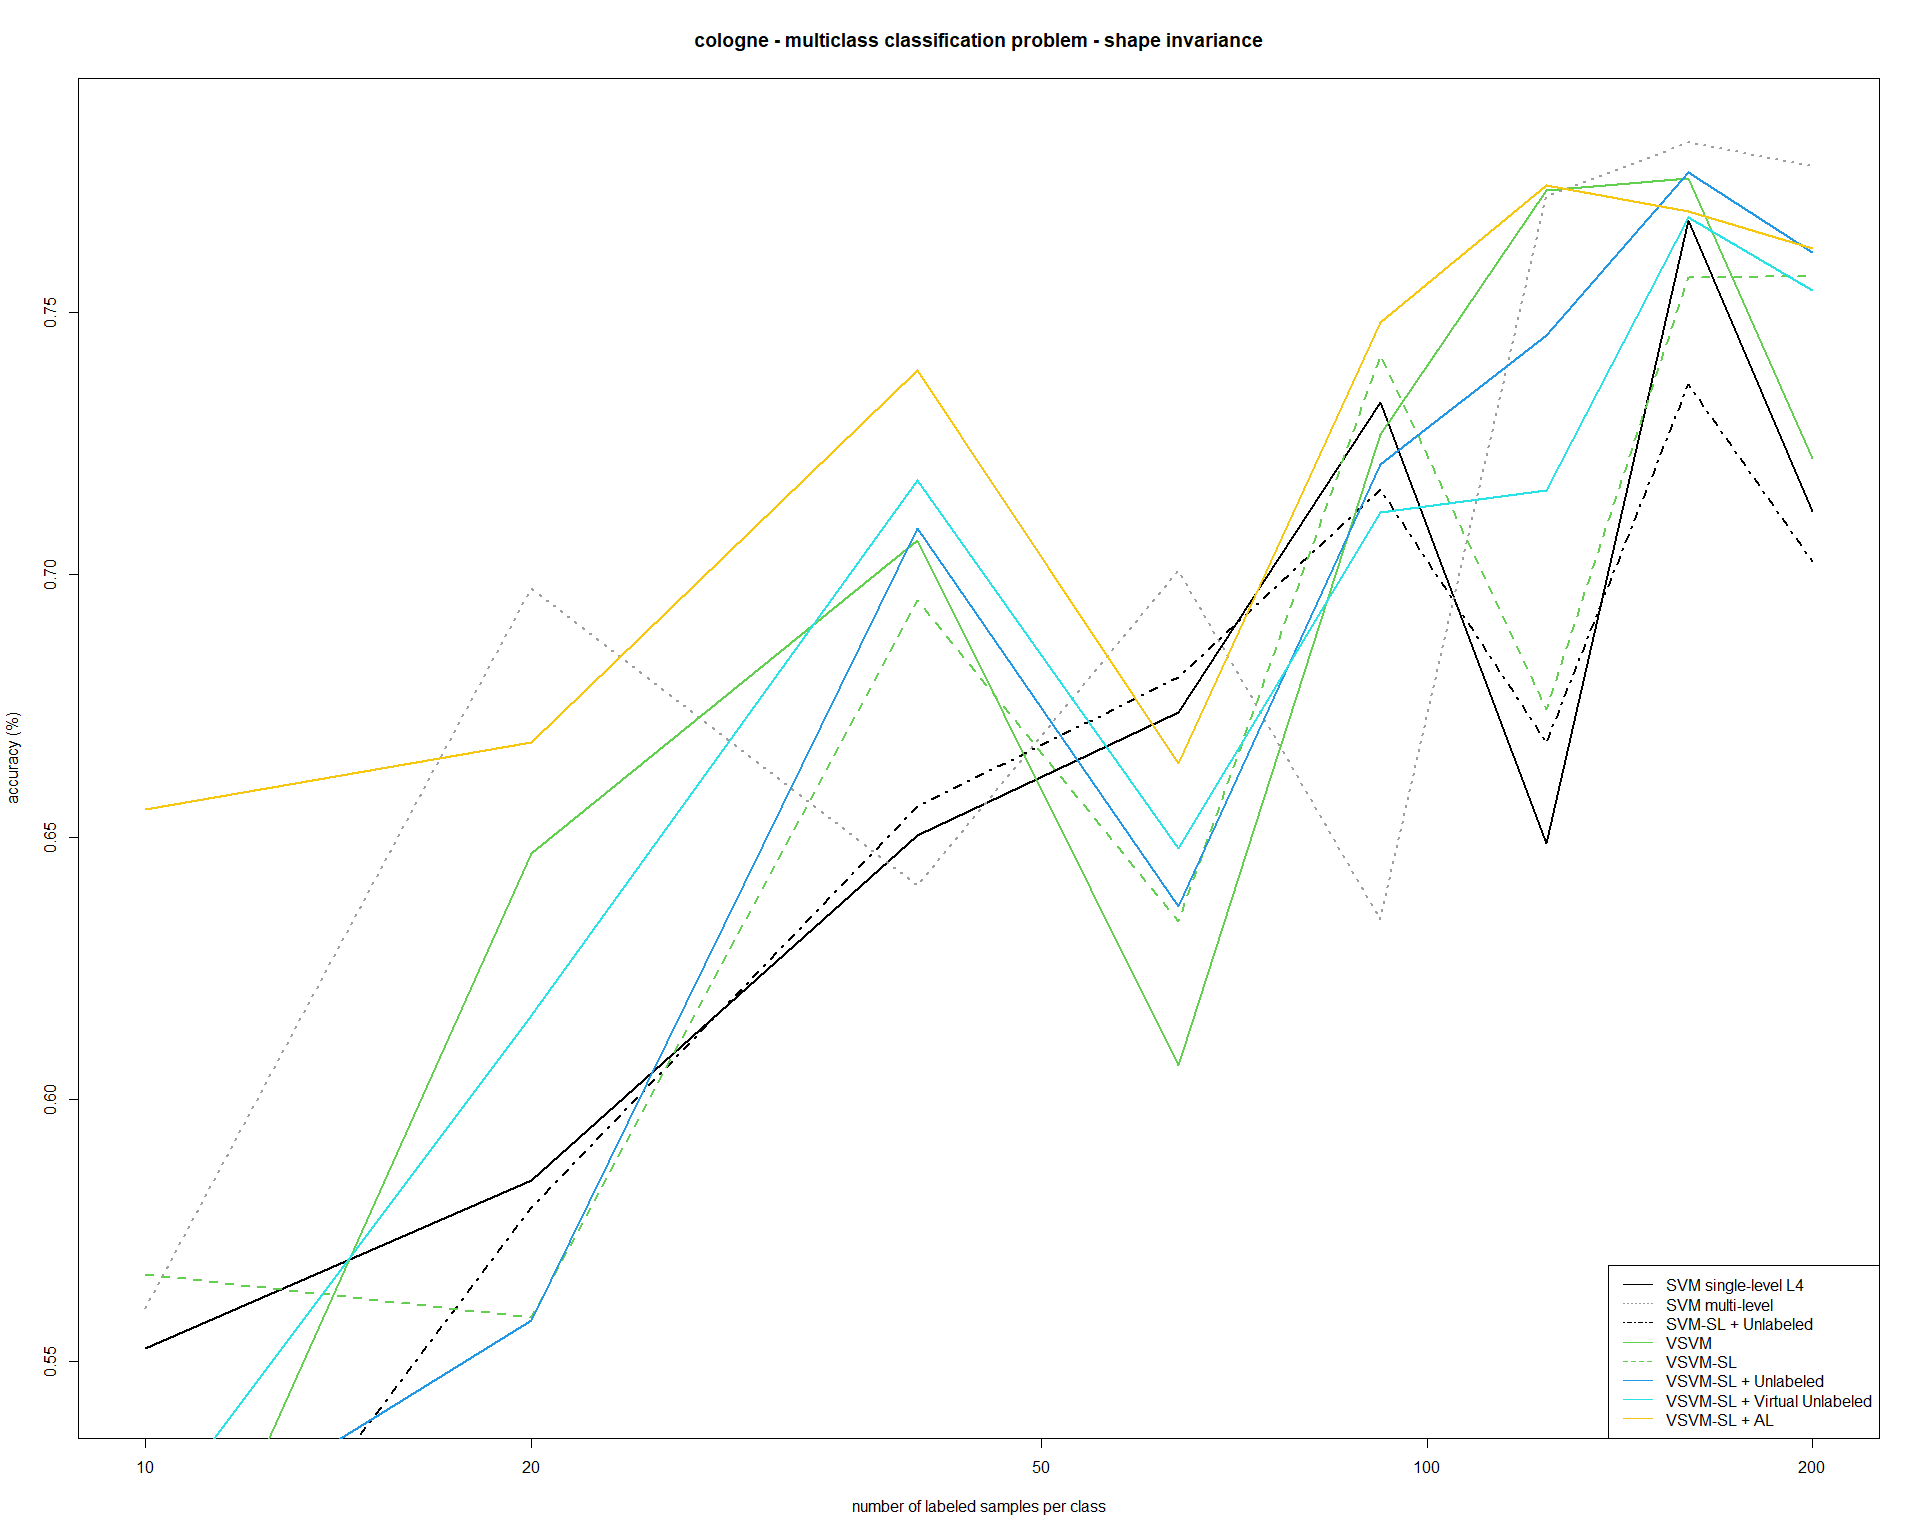 cologne - multiclass classification problem - shape invariance
accuracy (%)
0.75
0.70
0.65
0.60
0.55
10 20 50 100 200
number of labeled samples per class
SVM single-level L4
SVM multi-level
SVM-SL + Unlabeled
VSVM
VSVM-SL
VSVM-SL + Unlabeled
VSVM-SL + Virtual Unlabeled
VSVM-SL + AL